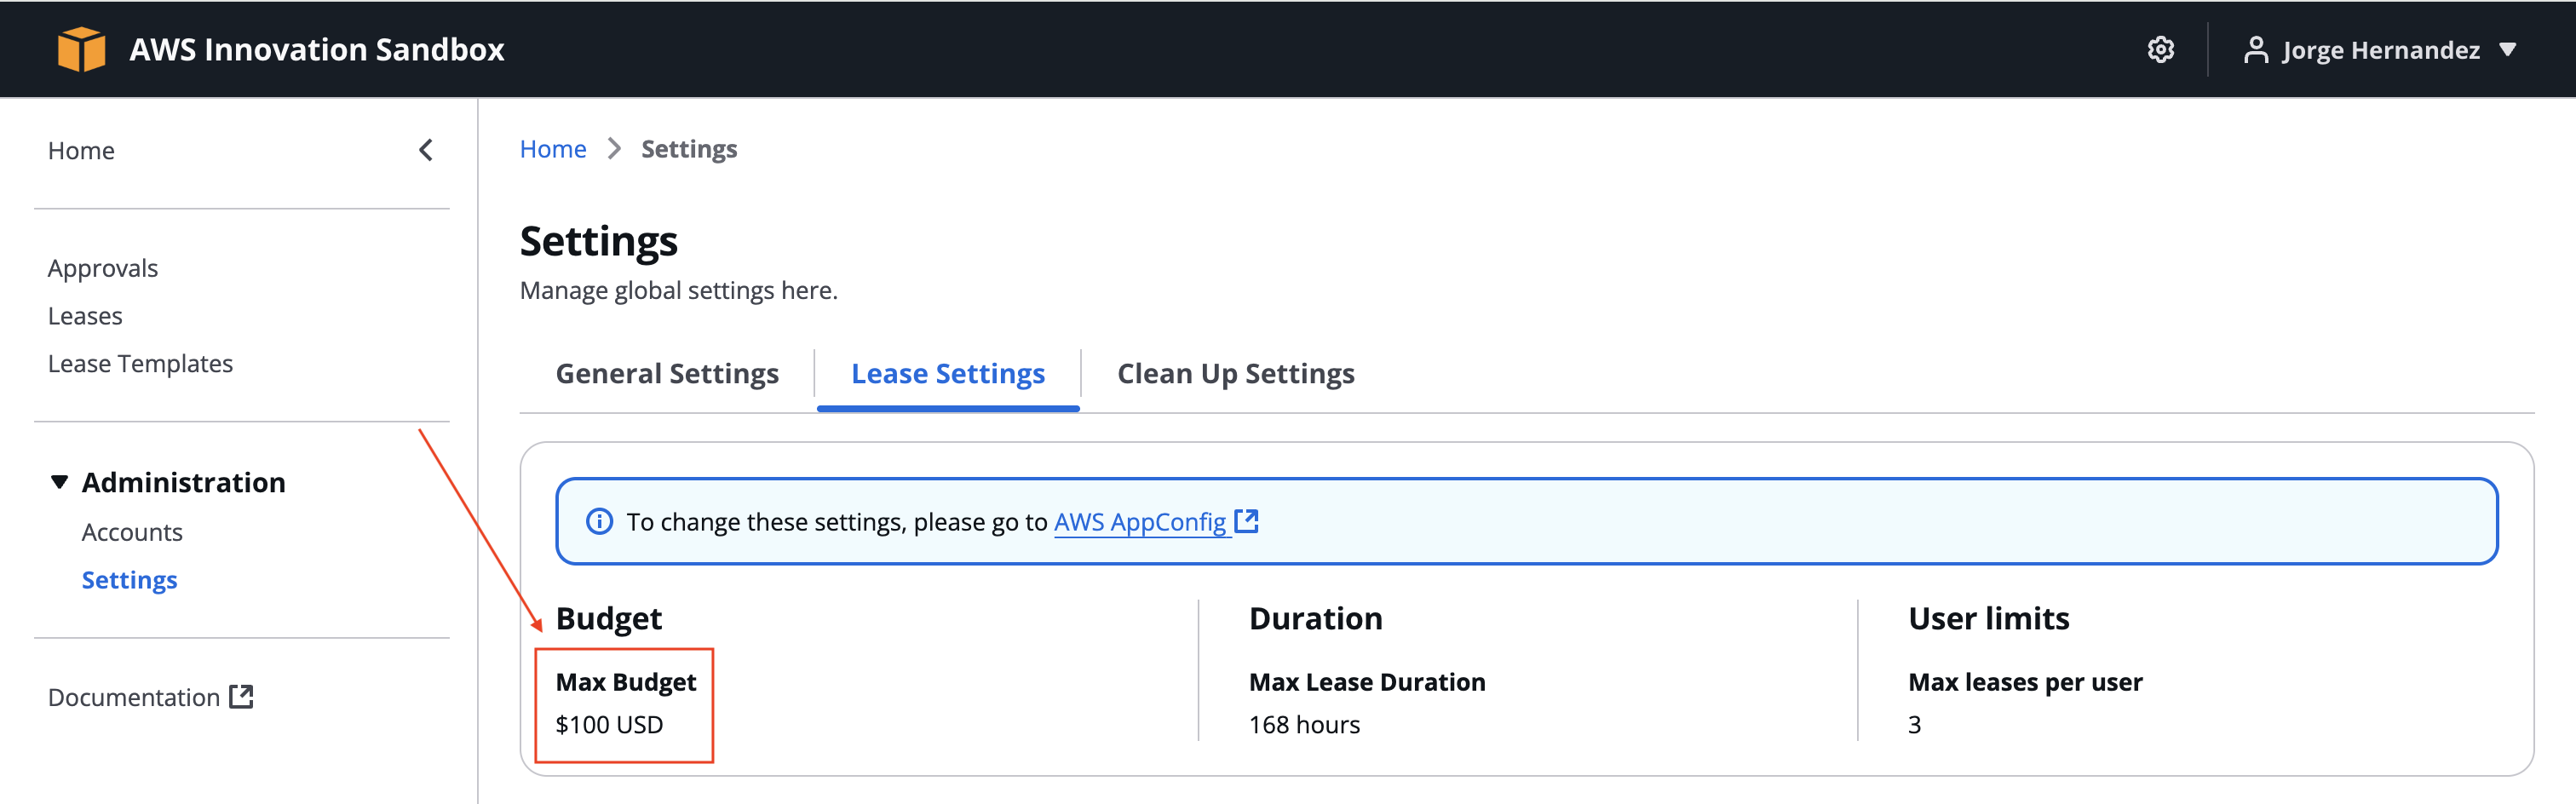 AWS Innovation Sandbox
Jorge Hernandez
Home
Approvals
Leases
Lease Templates
Administration
Accounts
Settings
Documentation
Home > Settings
Settings
Manage global settings here.
General Settings
Lease Settings
Clean Up Settings
To change these settings, please go to AWS AppConfig
Budget
Max Budget
$100 USD
Duration
Max Lease Duration
168 hours
User limits
Max leases per user
3